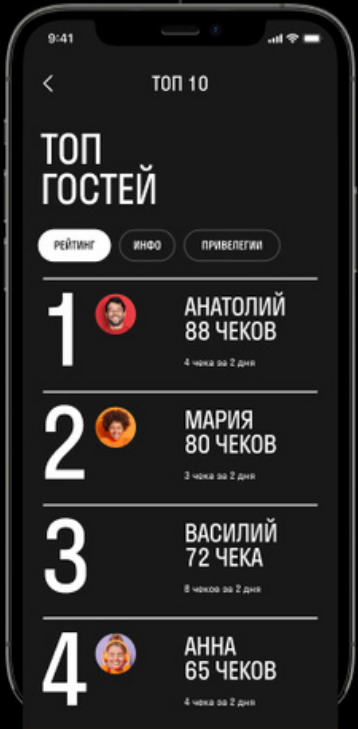 9:41
ТОП 10
ТОП
ГОСТЕЙ
РЕЙТИНГ ИНФО ПРИВЕЛЕГИИ
1
АНАТОЛИЙ
88 ЧЕКОВ
4 чека за 2 дня
2
МАРИЯ
80 ЧЕКОВ
3 чека за 2 дня
3
ВАСИЛИЙ
72 ЧЕКА
8 чеков за 2 дня
4
АННА
65 ЧЕКОВ
4 чека за 2 дня